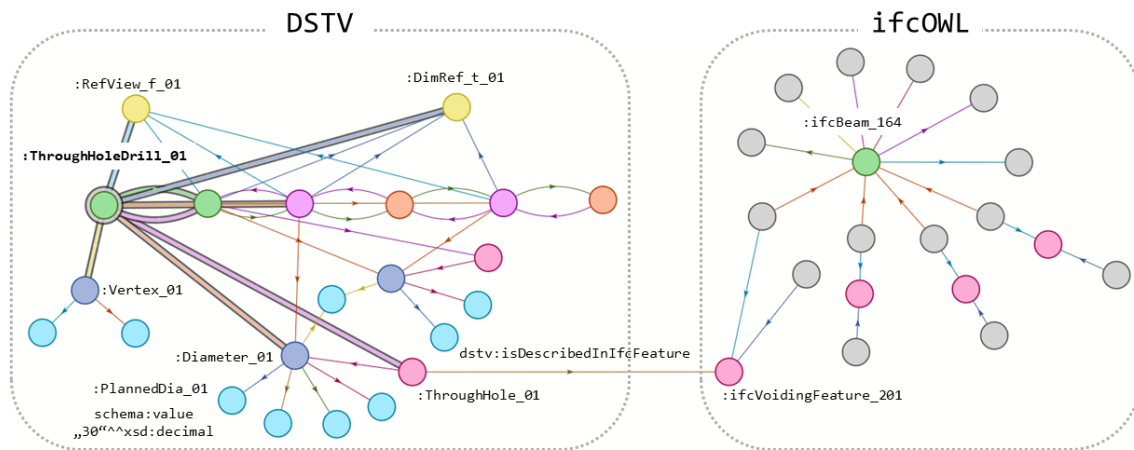 DSTV
ifcOWL
:RefView_f_01
:DimRef_t_01
:ThroughHoleDrill_01
:ifcBeam_164
:Vertex_01
:Diameter_01
dstv:isDescribedInIfcFeature
:PlannedDia_01
:ThroughHole_01
:ifcVoidingFeature_201
schema:value
„30“^^xsd:decimal